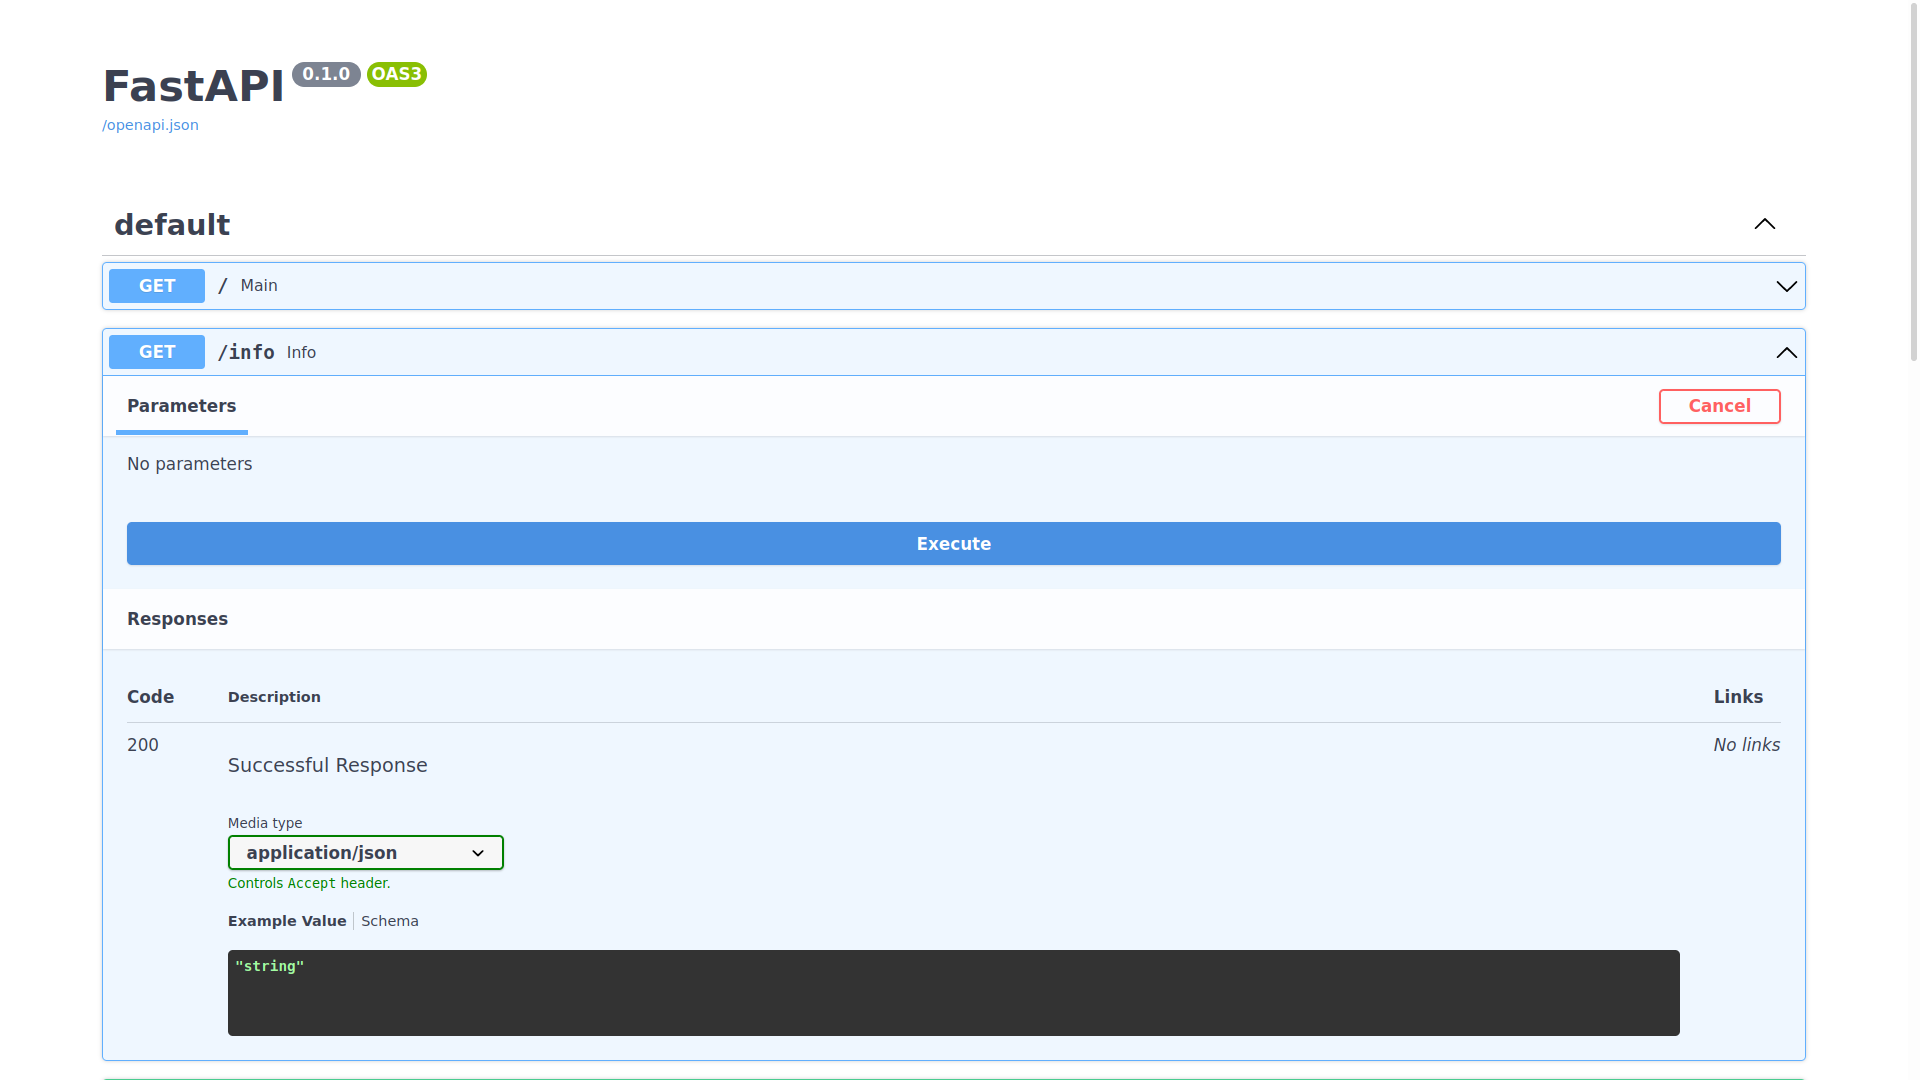 FastAPI 0.1.0 OAS3
/openapi.json
default
GET / Main
GET /info Info
Parameters Cancel
No parameters
Execute
Responses
Code Description Links
200 No links
Successful Response
Media type
application/json
Controls Accept header.
Example Value Schema
"string"